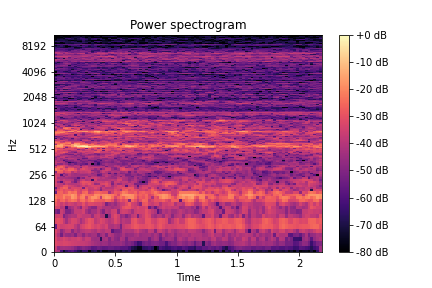 Power spectrogram
Hz
8192
4096
2048
1024
512
256
128
64
0
0
0.5
1
1.5
2
Time
+0 dB
-10 dB
-20 dB
-30 dB
-40 dB
-50 dB
-60 dB
-70 dB
-80 dB